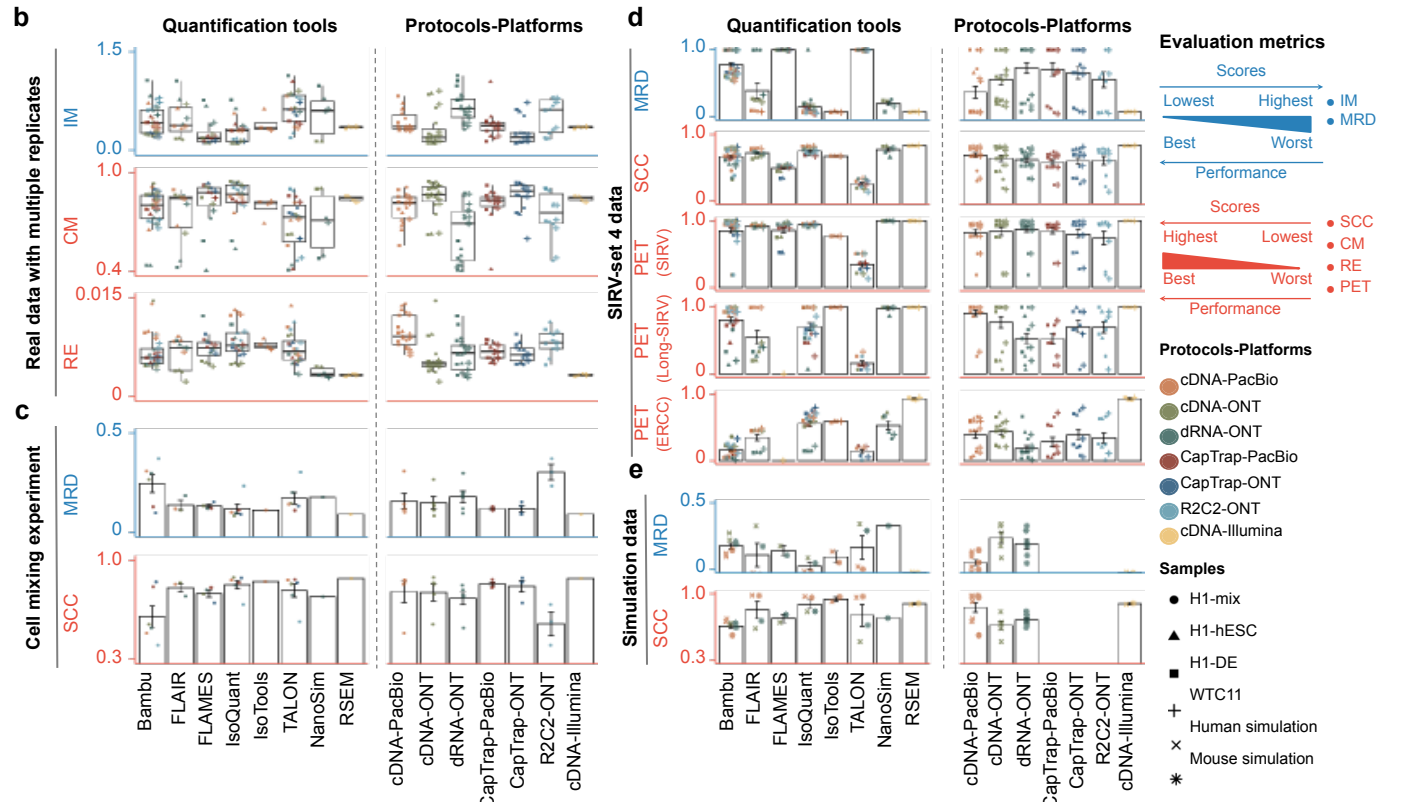 b
Quantification tools
Protocols-Platforms
Real data with multiple replicates
IM
1.5
0.0
CM
1.0
0.4
RE
0.015
0
c
Cell mixing experiment
MRD
0.5
0
SCC
1.0
0.3
Bambu
FLAIR
FLAMES
IsoQuant
IsoTools
TALON
NanoSim
RSEM
cDNA-PacBio
cDNA-ONT
dRNA-ONT
CapTrap-PacBio
CapTrap-ONT
R2C2-ONT
cDNA-Illumina
d
Quantification tools
Protocols-Platforms
SIRV-set 4 data
MRD
1.0
0
SCC
1.0
0
PET
(SIRV)
1.0
0
PET
(Long-SIRV)
1.0
0
PET
(ERCC)
1.0
0
e
Simulation data
MRD
0.5
0
SCC
1.0
0.3
Bambu
FLAIR
FLAMES
IsoQuant
IsoTools
TALON
NanoSim
RSEM
cDNA-PacBio
cDNA-ONT
dRNA-ONT
CapTrap-PacBio
CapTrap-ONT
R2C2-ONT
cDNA-Illumina
Evaluation metrics
Scores
Lowest Highest
IM
MRD
Best Worst
Performance
Scores
Highest Lowest
SCC
CM
RE
PET
Best Worst
Performance
Protocols-Platforms
cDNA-PacBio
cDNA-ONT
dRNA-ONT
CapTrap-PacBio
CapTrap-ONT
R2C2-ONT
cDNA-Illumina
Samples
H1-mix
H1-hESC
H1-DE
WTC11
Human simulation
Mouse simulation